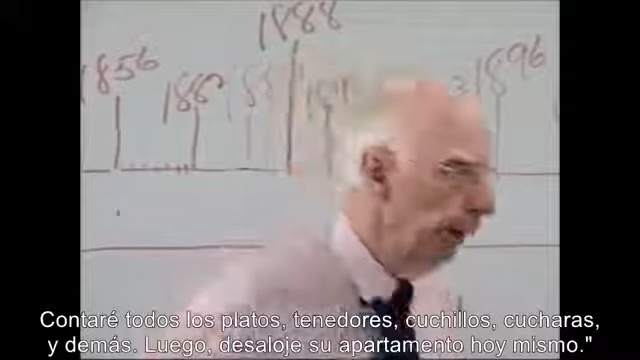 1888
1856
1896
Contaré todos los platos, tenedores, cuchillos, cucharas,
y demás. Luego, desaloje su apartamento hoy mismo."